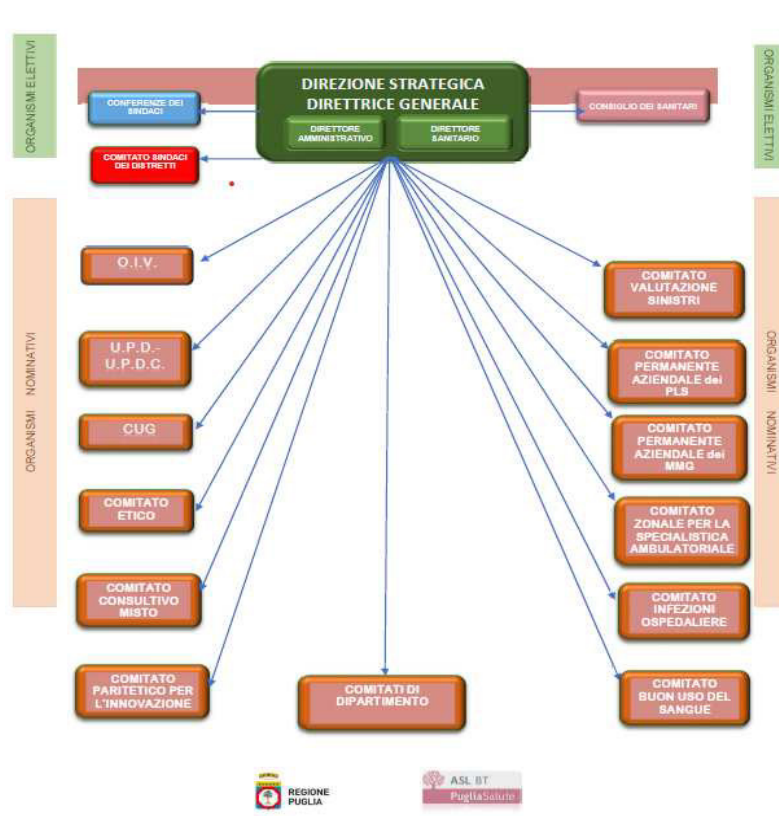 ORGANISMI ELETTIVI
DIREZIONE STRATEGICA
DIRETTRICE GENERALE
DIRETTORE
AMMINISTRATIVO
DIRETTORE
SANITARIO
CONFERENZE DEI
SINDACI
CONSIGLIO DEI SANITARI
ORGANISMI ELETTIVI
COMITATO SINDACI
DEI DISTRETTI
ORGANISMI NOMINATIVI
O.I.V.
U.P.D.-
U.P.D.C.
CUG
COMITATO
ETICO
COMITATO
CONSULTIVO
MISTO
COMITATO
PARITETICO PER
L'INNOVAZIONE
COMITATI DI
DIPARTIMENTO
COMITATO
VALUTAZIONE
SINISTRI
COMITATO
PERMANENTE
AZIENDALE dei
PLS
COMITATO
PERMANENTE
AZIENDALE dei
MMG
COMITATO
ZONALE PER LA
SPECIALISTICA
AMBULATORIALE
COMITATO
INFEZIONI
OSPEDALIERE
COMITATO
BUON USO DEL
SANGUE
ORGANISMI NOMINATIVI
REGIONE
PUGLIA
ASL BT
PugliaSalute